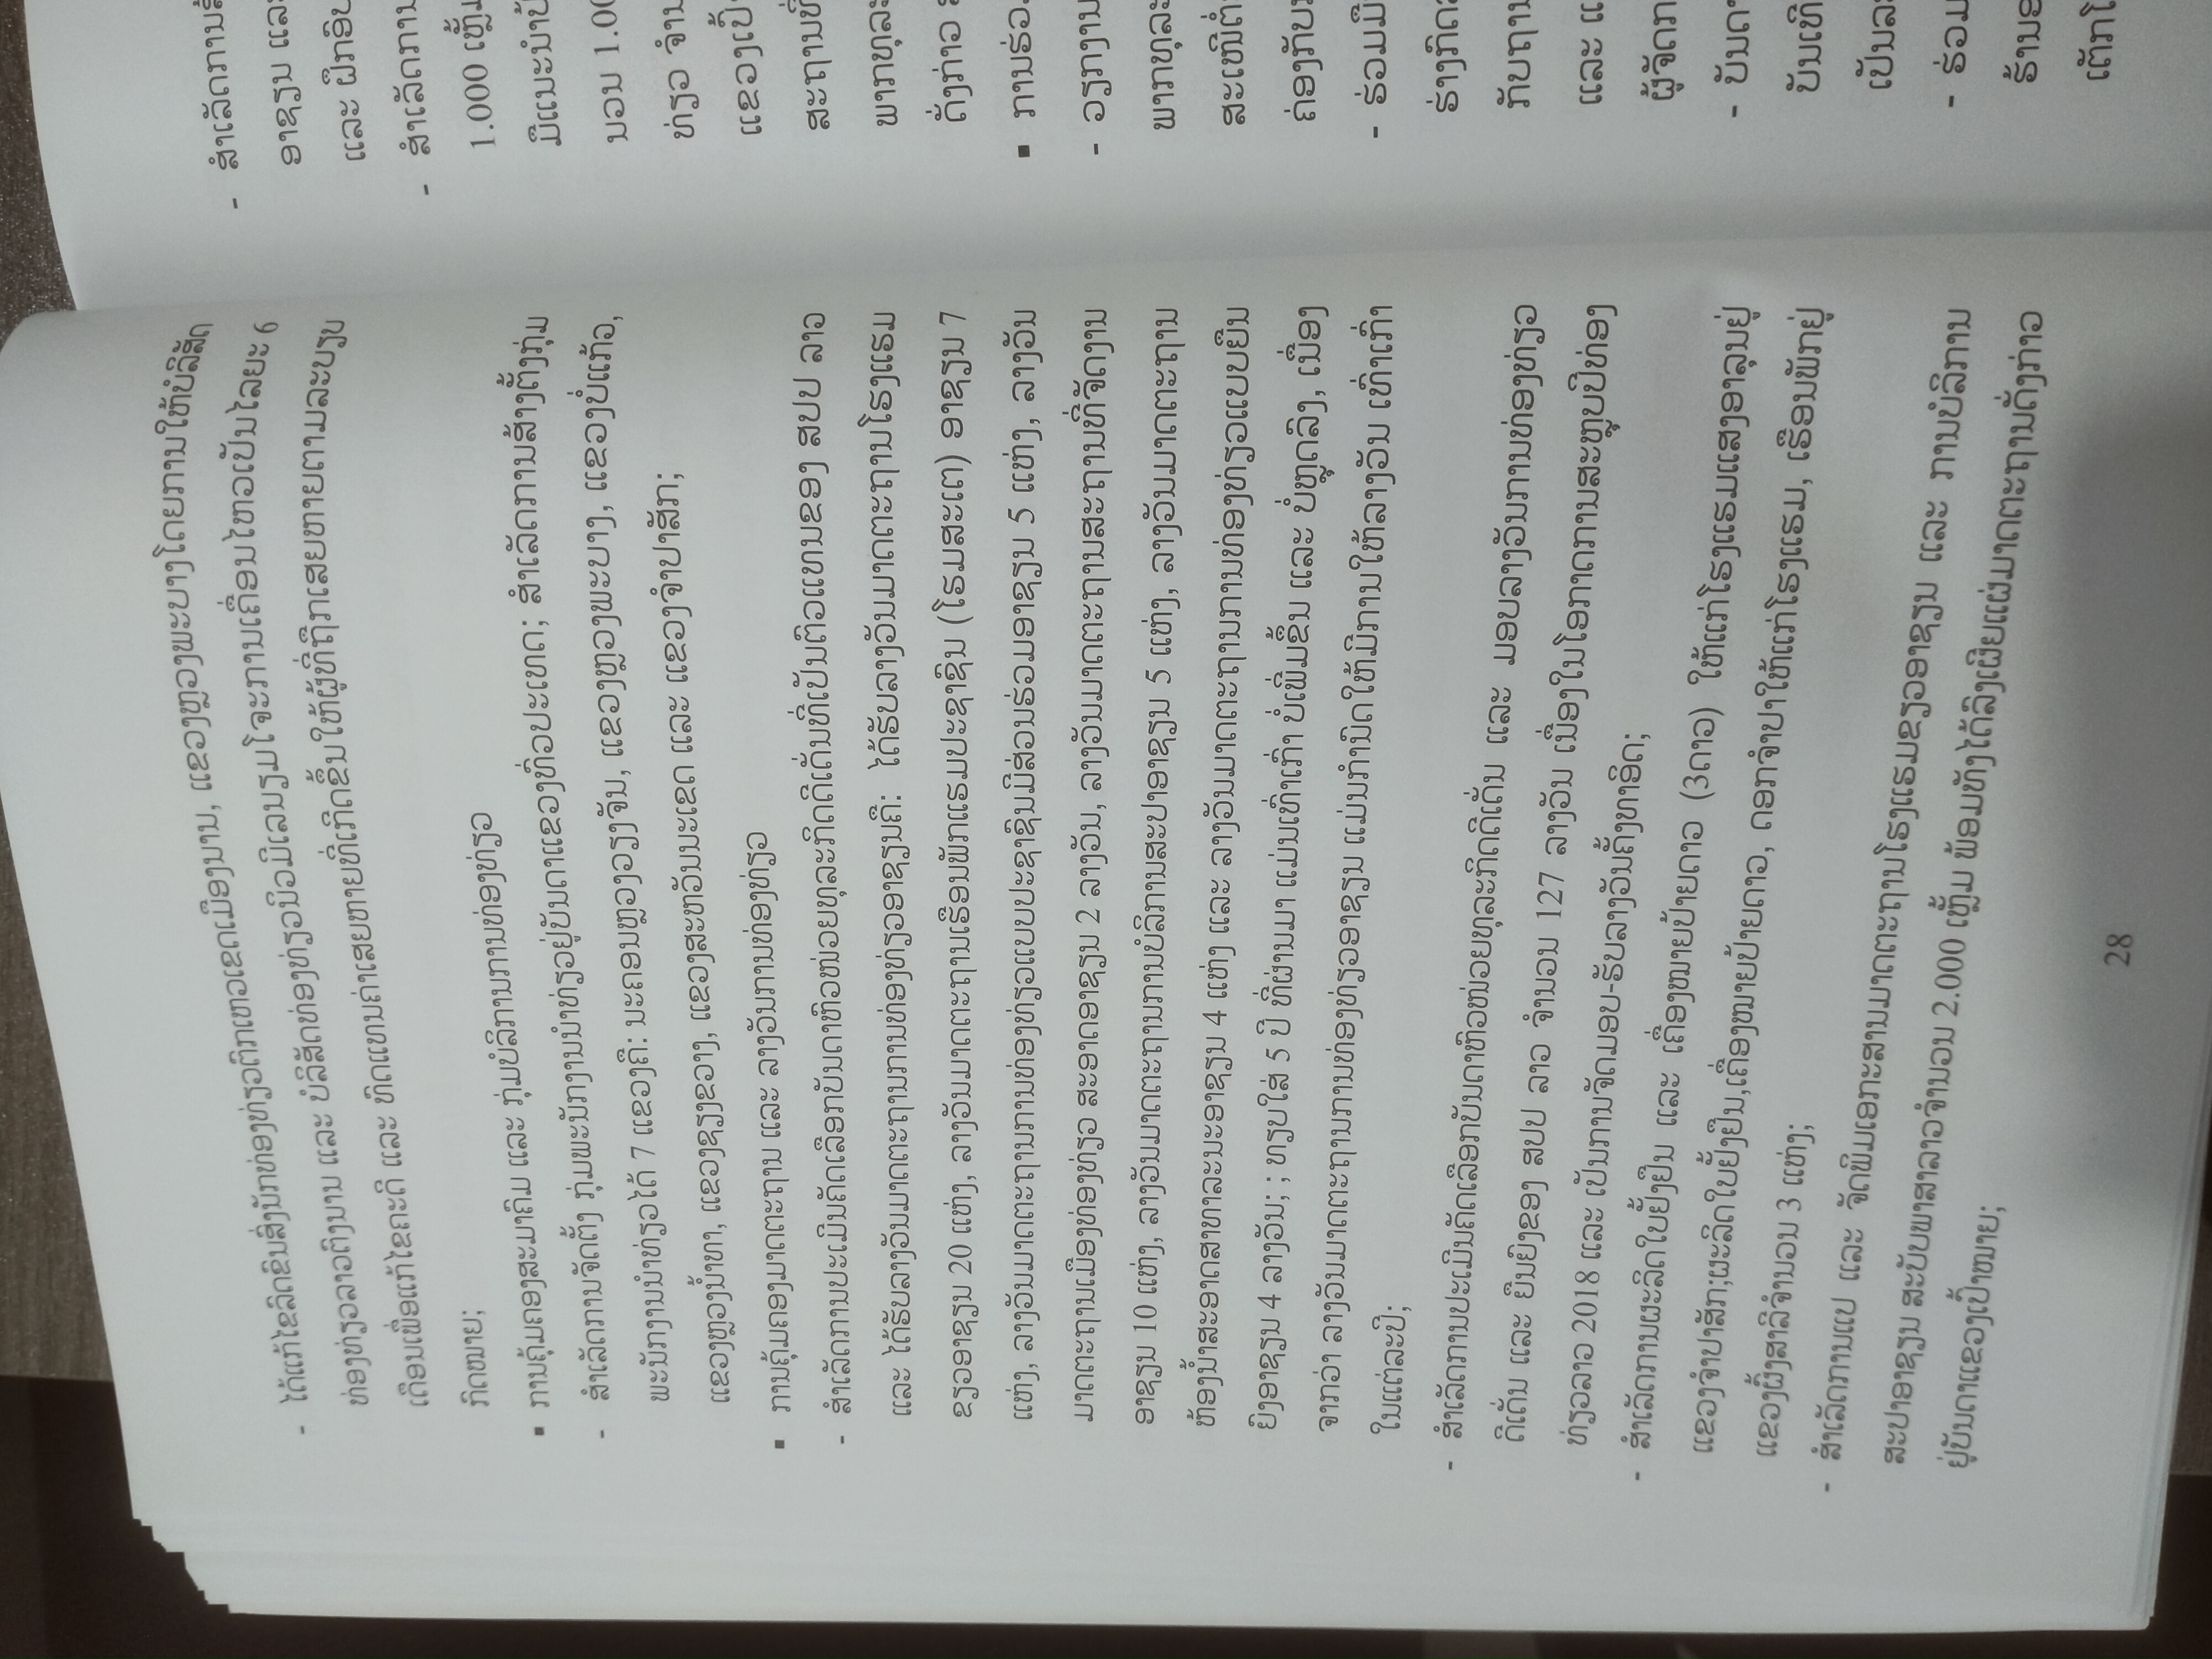 - ໄດ້ແກ້ໄຂລົດຂົນສົ່ງນັກທ່ອງທ່ຽວຕົກເຫວເຂດເມືອງນານ, ແຂວງຫຼວງພະບາງໂດຍການໃຫ້ບໍລິສັດ
ທ່ອງທ່ຽວລາວຕົງນານ ແລະ ບໍລິສັດທ່ອງທ່ຽວນິວມິເລນຽມໂຈະການເຄື່ອນໄຫວເປັນໄລຍະ 6
ເດືອນເພື່ອແກ້ໄຂຄະດີ ແລະ ທົດແທນຄ່າເສຍຫາຍທີ່ເກີດຂຶ້ນໃຫ້ຜູ້ທີ່ຖືກເສຍຫາຍຕາມລະບຽບ
ກົດໝາຍ;
▪ ການຄຸ້ມຄອງສະມາຄົມ ແລະ ກຸ່ມບໍລິການການທ່ອງທ່ຽວ
- ສໍາເລັດການຈັດຕັ້ງ ກຸ່ມພະນັກງານນໍາທ່ຽວຢູ່ບັນດາແຂວງທົ່ວປະເທດ; ສໍາເລັດການສ້າງຕັ້ງກຸ່ມ
ພະນັກງານນໍາທ່ຽວໄດ້ 7 ແຂວງຄື: ນະຄອນຫຼວງວຽງຈັນ, ແຂວງຫຼວງພະບາງ, ແຂວງບໍ່ແກ້ວ,
ແຂວງຫຼວງນໍ້າທາ, ແຂວງຊຽງຂວາງ, ແຂວງສະຫວັນນະເຂດ ແລະ ແຂວງຈໍາປາສັກ;
▪ ການຄຸ້ມຄອງມາດຕະຖານ ແລະ ລາງວັນການທ່ອງທ່ຽວ
- ສໍາເລັດການປະເມີນຄັດເລືອກບັນດາຫົວໜ່ວຍທຸລະກິດດີເດັ່ນທີ່ເປັນຕົວແທນຂອງ ສປປ ລາວ
ແລະ ໄດ້ຮັບລາງວັນມາດຕະຖານການທ່ອງທ່ຽວອາຊຽນຄື: ໄດ້ຮັບລາງວັນມາດຕະຖານໂຮງແຮມ
ຂຽວອາຊຽນ 20 ແຫ່ງ, ລາງວັນມາດຕະຖານເຮືອນພັກແຮມປະຊາຊົນ (ໂຮມສະເຕ) ອາຊຽນ 7
ແຫ່ງ, ລາງວັນມາດຕະຖານການທ່ອງທ່ຽວແບບປະຊາຊົນມີສ່ວນຮ່ວມອາຊຽນ 5 ແຫ່ງ, ລາງວັນ
ມາດຕະຖານເມືອງທ່ອງທ່ຽວ ສະອາດອາຊຽນ 2 ລາງວັນ, ລາງວັນມາດຕະຖານສະຖານທີ່ຈັດງານ
ອາຊຽນ 10 ແຫ່ງ, ລາງວັນມາດຕະຖານການບໍລິການສະປາອາຊຽນ 5 ແຫ່ງ, ລາງວັນມາດຕະຖານ
ຫ້ອງນໍ້າສະອາດສາທາລະນະອາຊຽນ 4 ແຫ່ງ ແລະ ລາງວັນມາດຕະຖານການທ່ອງທ່ຽວແບບຍືນ
ຍົງອາຊຽນ 4 ລາງວັນ; ; ທຽບໃສ່ 5 ປີ ທີ່ຜ່ານມາ ແມ່ນເທົ່າເກົ່າ ບໍ່ເພີ່ມຂຶ້ນ ແລະ ບໍ່ຫຼຸດລົງ, ເນື່ອງ
ຈາກວ່າ ລາງວັນມາດຕະຖານການທ່ອງທ່ຽວອາຊຽນ ແມ່ນກໍານົດໃຫ້ມີການໃຫ້ລາງວັນ ເທົ່າເກົ່າ
ໃນແຕ່ລະປີ;
- ສໍາເລັດການປະເມີນຄັດເລືອກບັນດາຫົວໜ່ວຍທຸລະກິດດີເດັ່ນ ແລະ ມອບລາງວັນການທ່ອງທ່ຽວ
ດີເດັ່ນ ແລະ ຍືນຍົງຂອງ ສປປ ລາວ ຈໍານວນ 127 ລາງວັນ ເນື່ອງໃນໂອກາດການສະຫຼຸບປີທ່ອງ
ທ່ຽວລາວ 2018 ແລະ ເປັນການຈັດມອບ-ຮັບລາງວັນຄັ້ງທໍາອິດ;
- ສໍາເລັດການຜະລິດໃບຢັ້ງຢືນ ແລະ ເຄື່ອງໝາຍປ້າຍດາວ (3ດາວ) ໃຫ້ແກ່ໂຮງແຮມແສງອາລຸນຢູ່
ແຂວງຈໍາປາສັກ;ຜະລິດໃບຢັ້ງຢືນ,ເຄື່ອງໝາຍປ້າຍດາວ, ດອກຈໍາປາໃຫ້ແກ່ໂຮງແຮມ, ເຮືອນພັກຢູ່
ແຂວງຜົ້ງສາລີຈໍານວນ 3 ແຫ່ງ;
- ສໍາເລັດການແປ ແລະ ຈັດພິມເອກະສານມາດຕະຖານໂຮງແຮມຂຽວອາຊຽນ ແລະ ການບໍລິການ
ສະປາອາຊຽນ ສະບັບພາສາລາວຈໍານວນ 2.000 ເຫຼັ້ມ ພ້ອມທັງໄດ້ລົງເຜີຍແຜ່ມາດຕະຖານດັ່ງກ່າວ
ຢູ່ບັນດາແຂວງເປົ້າໝາຍ;
28
- ສໍາເລັດການສ້
ອາຊຽນ ແລະ
ແລະ ຝຶກອົບ
- ສໍາເລັດການ
1.000 ເຫຼັ້ມ
ມືແນະນໍາບ້
ນວນ 1.00
ທ່ຽວ ຈໍານ
ແຂວງເປົ້
ສະຖານທີ່
ພາກທຸລະ
ດັ່ງກ່າວ
▪ ການຮ່ວ
- ວຽກງານ
ພາກທຸລະ
ສະເໜີຕໍ່
ຄ່ອງກັບ
- ຮ່ວມມື
ຮ່າງກົດ
ກັບຖານ
ແລະ ແ
ຜູ້ຈັດກ
- ບັນດາ
ບັນເທີ
ເປັນລະ
- ຮ່ວມ
ຮ້ານອ
ເຕັກໂ